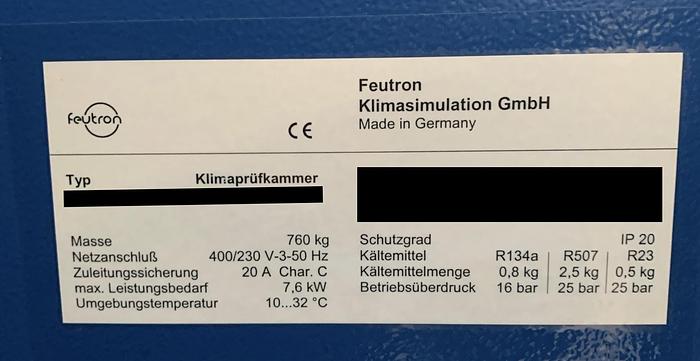 feutron
CE
Feutron
Klimasimulation GmbH
Made in Germany
Typ Klimaprüfkammer
Masse 760 kg
Netzanschluß 400/230 V-3-50 Hz
Zuleitungssicherung 20 A Char. C
max. Leistungsbedarf 7,6 kW
Umgebungstemperatur 10...32 °C
Schutzgrad IP 20
Kältemittel R134a R507 R23
Kältemittelmenge 0,8 kg 2,5 kg 0,5 kg
Betriebsüberdruck 16 bar 25 bar 25 bar